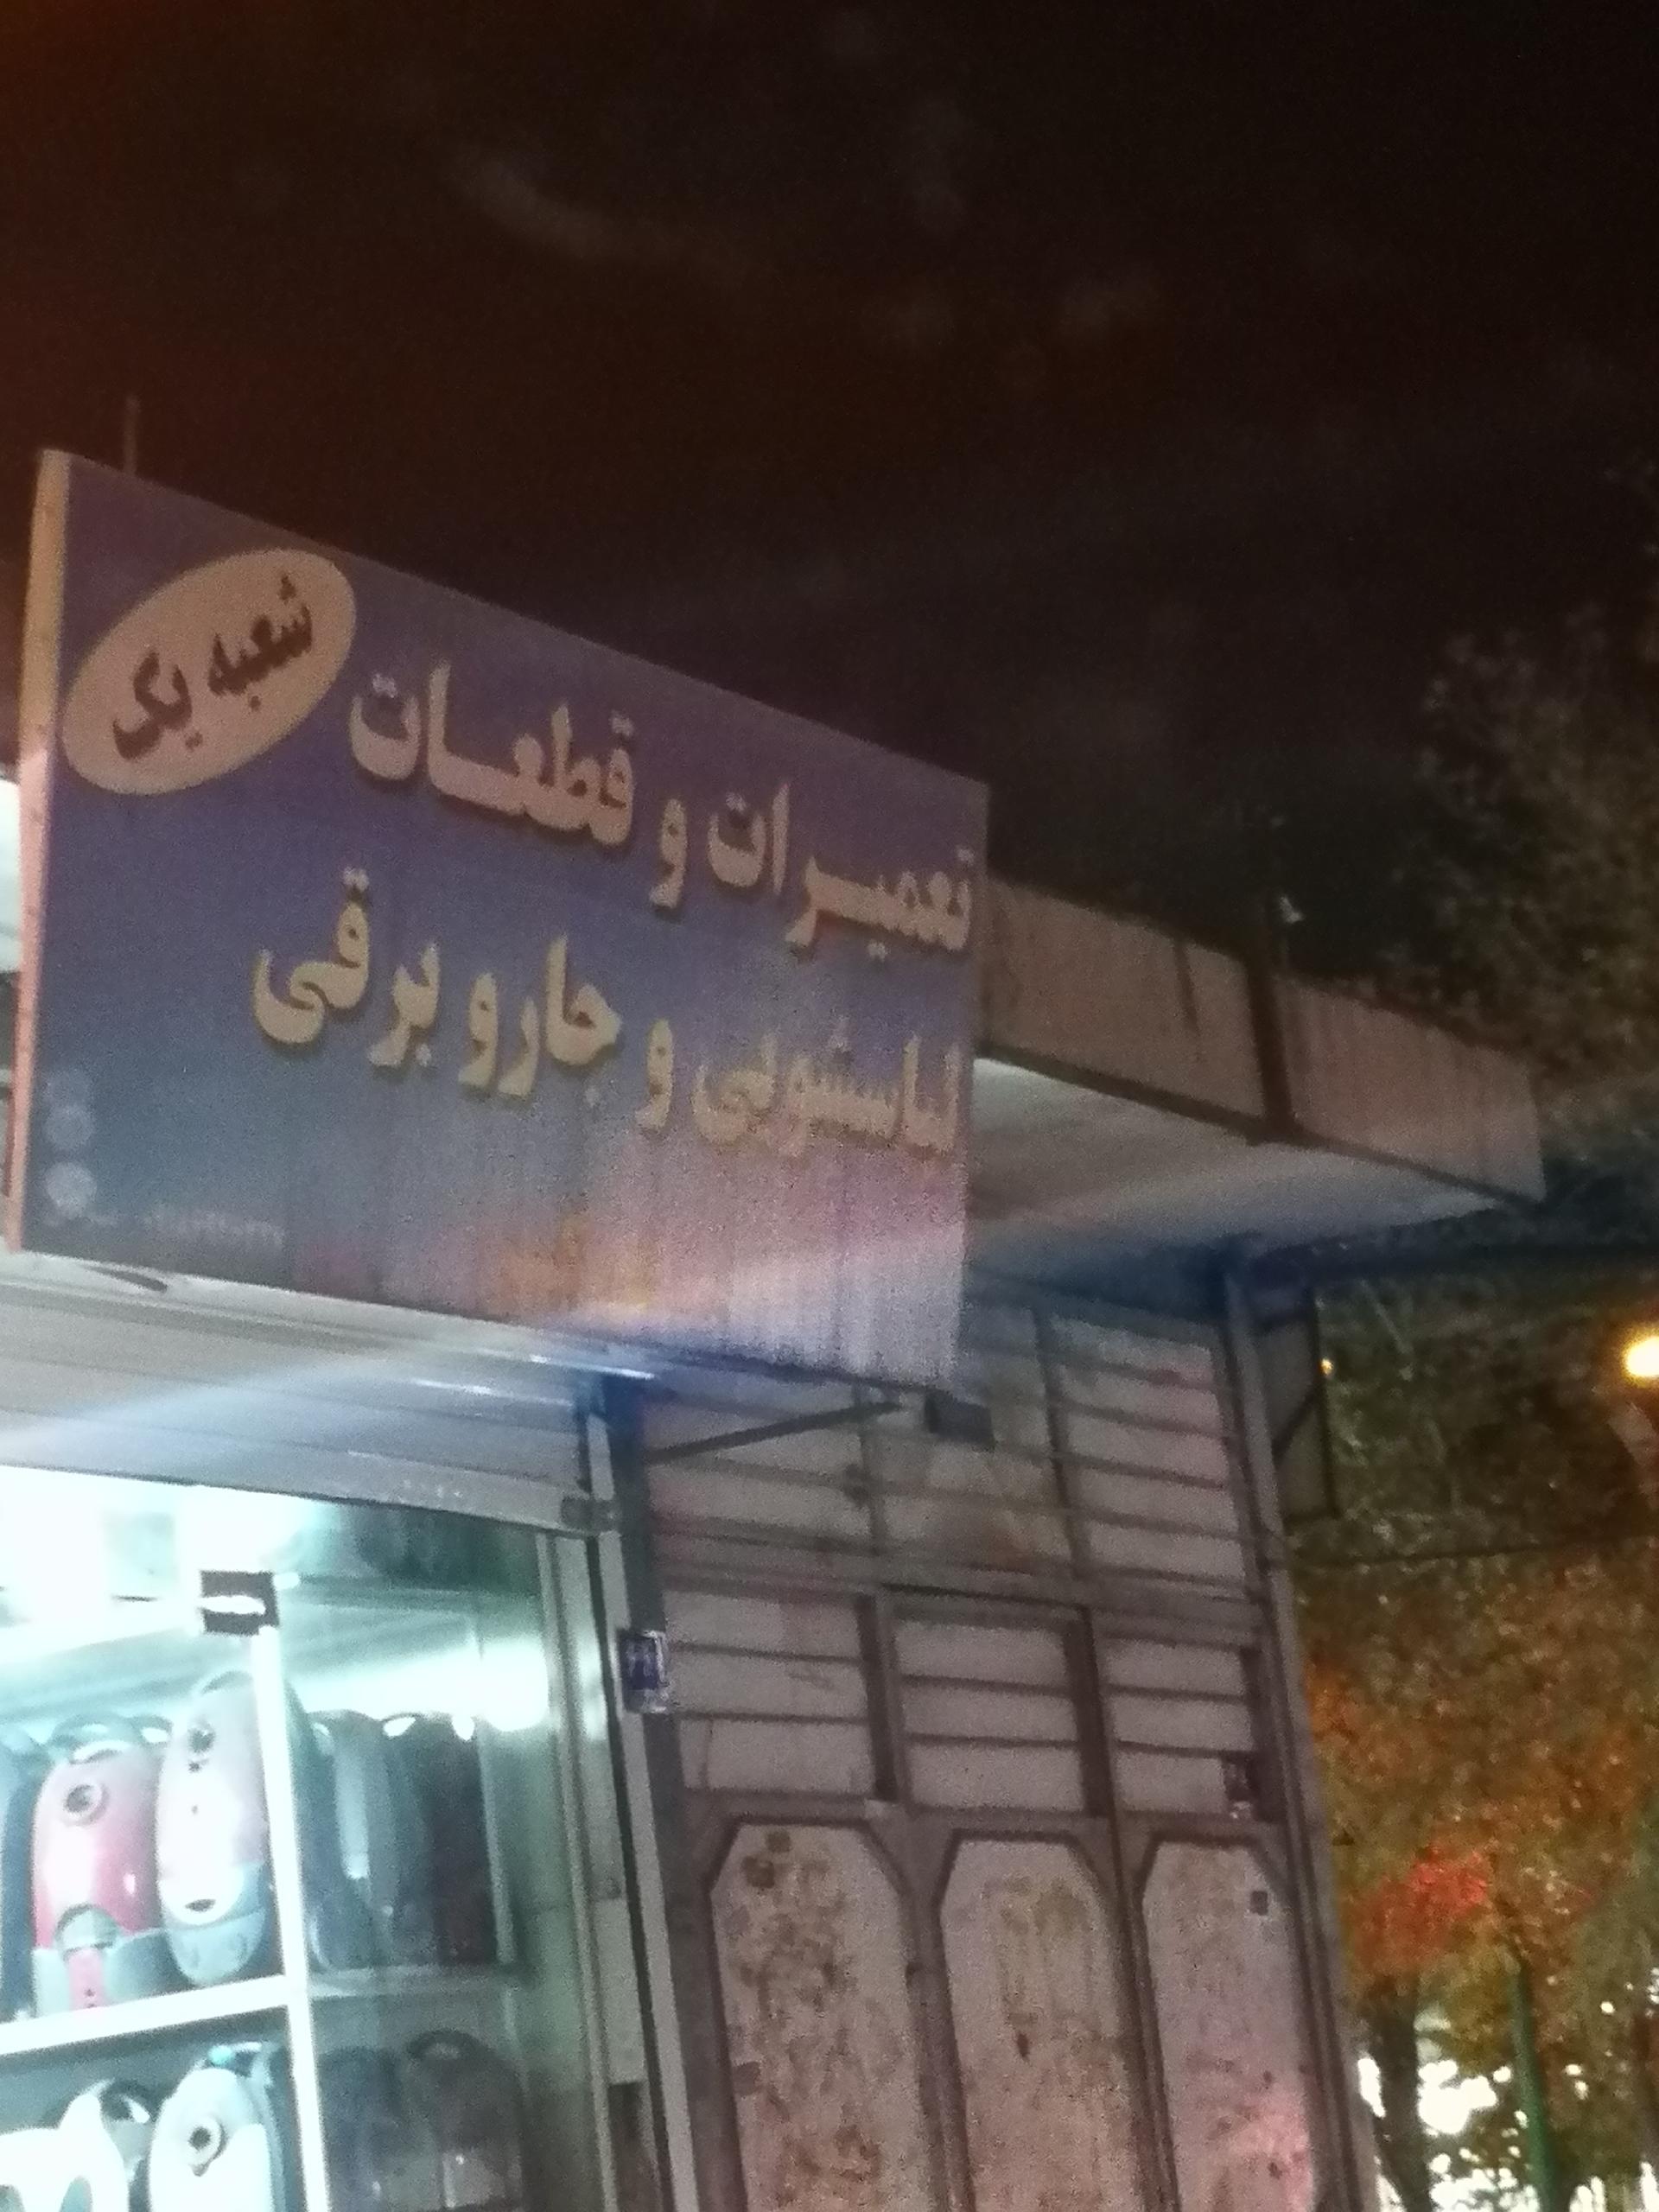 شعبه یک
تعمیرات و قطعات
لباسشویی و جارو برقی